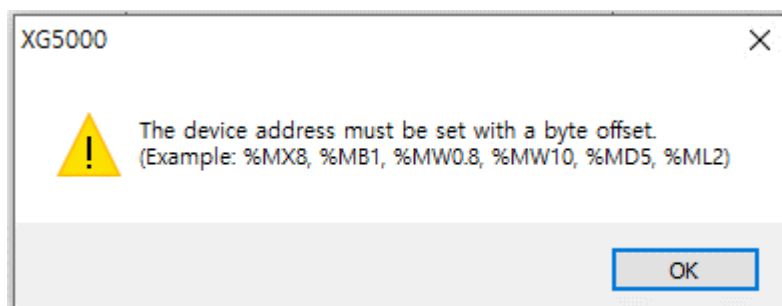 XG5000
The device address must be set with a byte offset.
(Example: %MX8, %MB1, %MW0.8, %MW10, %MD5, %ML2)
OK